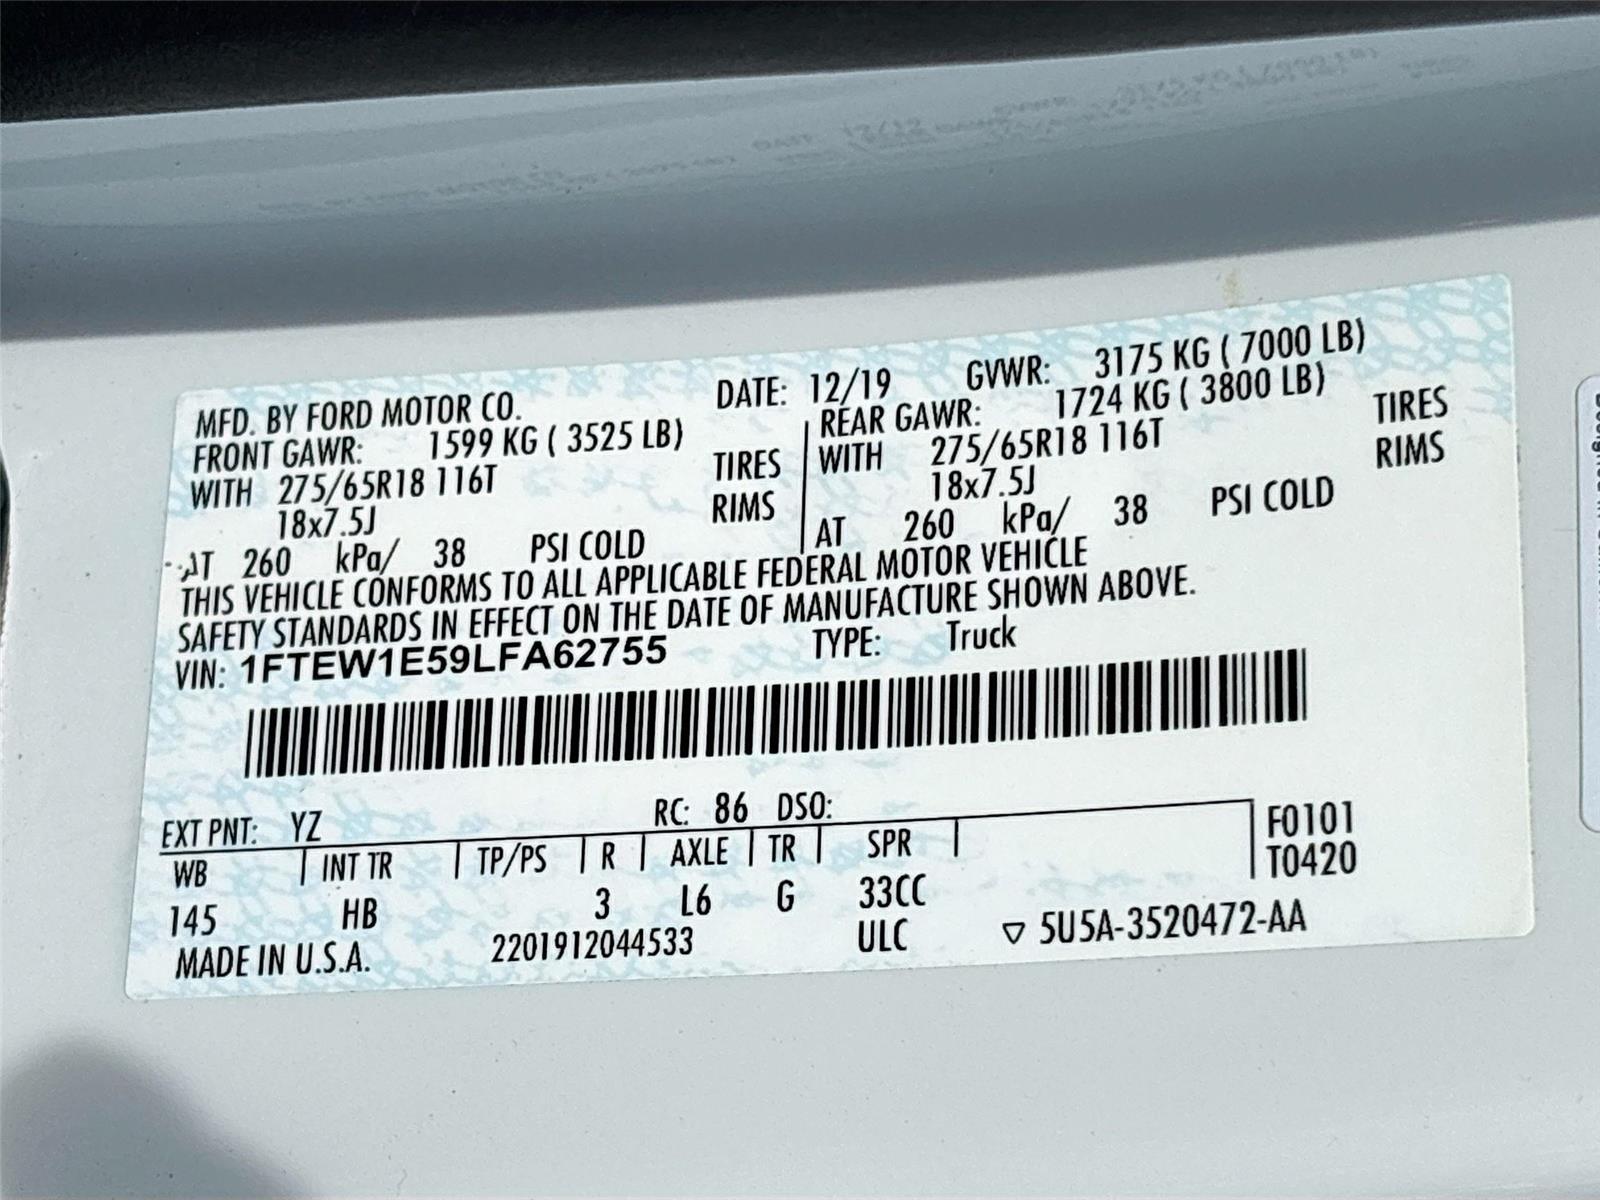 MFD. BY FORD MOTOR CO. DATE: 12/19 GVWR: 3175 KG ( 7000 LB)
FRONT GAWR: 1599 KG ( 3525 LB)
WITH 275/65R18 116T TIRES
18x7.5J RIMS
AT 260 kPa/ 38 PSI COLD
REAR GAWR: 1724 KG ( 3800 LB)
WITH 275/65R18 116T TIRES
18x7.5J RIMS
AT 260 kPa/ 38 PSI COLD
THIS VEHICLE CONFORMS TO ALL APPLICABLE FEDERAL MOTOR VEHICLE
SAFETY STANDARDS IN EFFECT ON THE DATE OF MANUFACTURE SHOWN ABOVE.
VIN: 1FTEW1E59LFA62755 TYPE: Truck
EXT PNT: YZ RC: 86 DSO:
WB INT TR TP/PS R AXLE TR SPR
145 HB 3 L6 G 33CC
F0101
T0420
MADE IN U.S.A. 2201912044533 ULC ▽ 5U5A-3520472-AA